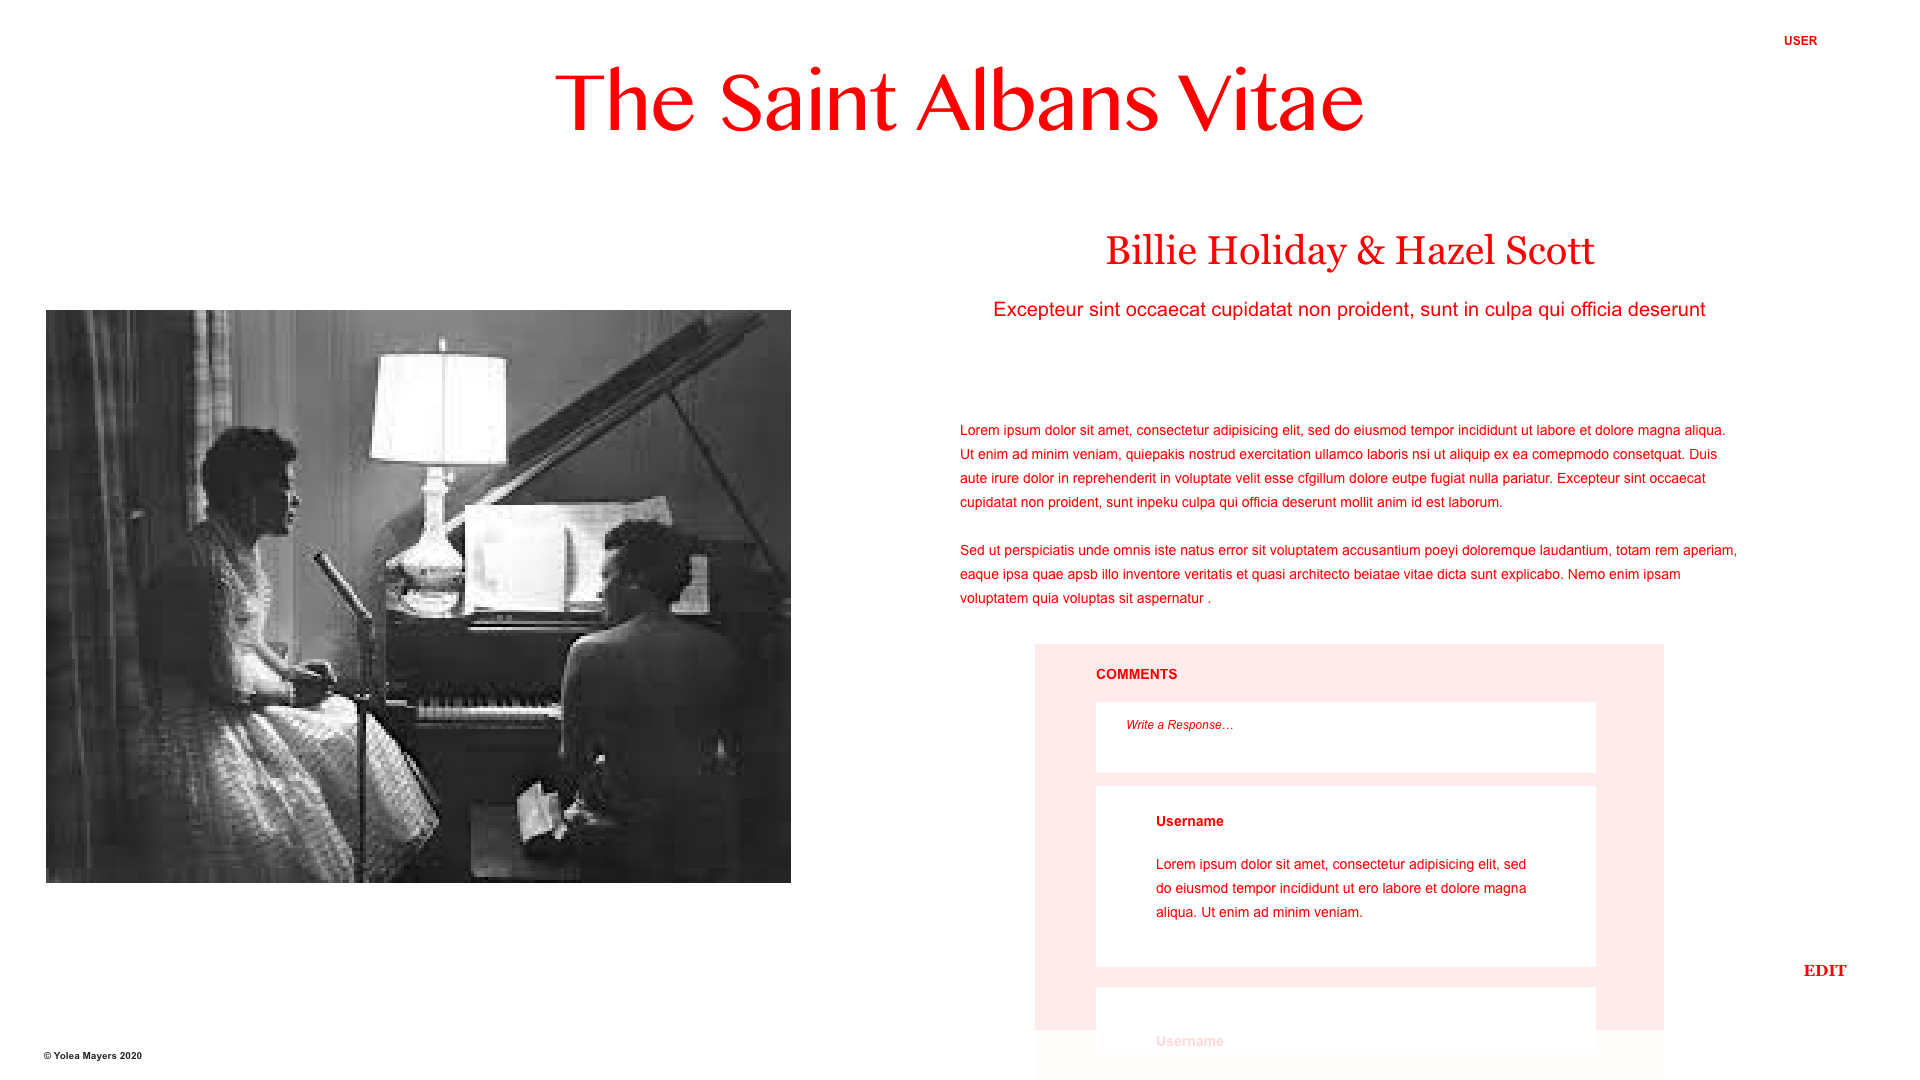 USER
The Saint Albans Vitae
Billie Holiday & Hazel Scott
Excepteur sint occaecat cupidatat non proident, sunt in culpa qui officia deserunt
Lorem ipsum dolor sit amet, consectetur adipisicing elit, sed do eiusmod tempor incididunt ut labore et dolore magna aliqua.
Ut enim ad minim veniam, quiepakis nostrud exercitation ullamco laboris nsi ut aliquip ex ea comepmodo consetquat. Duis
aute irure dolor in reprehenderit in voluptate velit esse cfgillum dolore eutpe fugiat nulla pariatur. Excepteur sint occaecat
cupidatat non proident, sunt inpeku culpa qui officia deserunt mollit anim id est laborum.
Sed ut perspiciatis unde omnis iste natus error sit voluptatem accusantium poeyi doloremque laudantium, totam rem aperiam,
eaque ipsa quae apsb illo inventore veritatis et quasi architecto beiatae vitae dicta sunt explicabo. Nemo enim ipsam
voluptatem quia voluptas sit aspernatur .
COMMENTS
Write a Response…
Username
Lorem ipsum dolor sit amet, consectetur adipisicing elit, sed
do eiusmod tempor incididunt ut ero labore et dolore magna
aliqua. Ut enim ad minim veniam.
EDIT
Username
© Yolea Mayers 2020